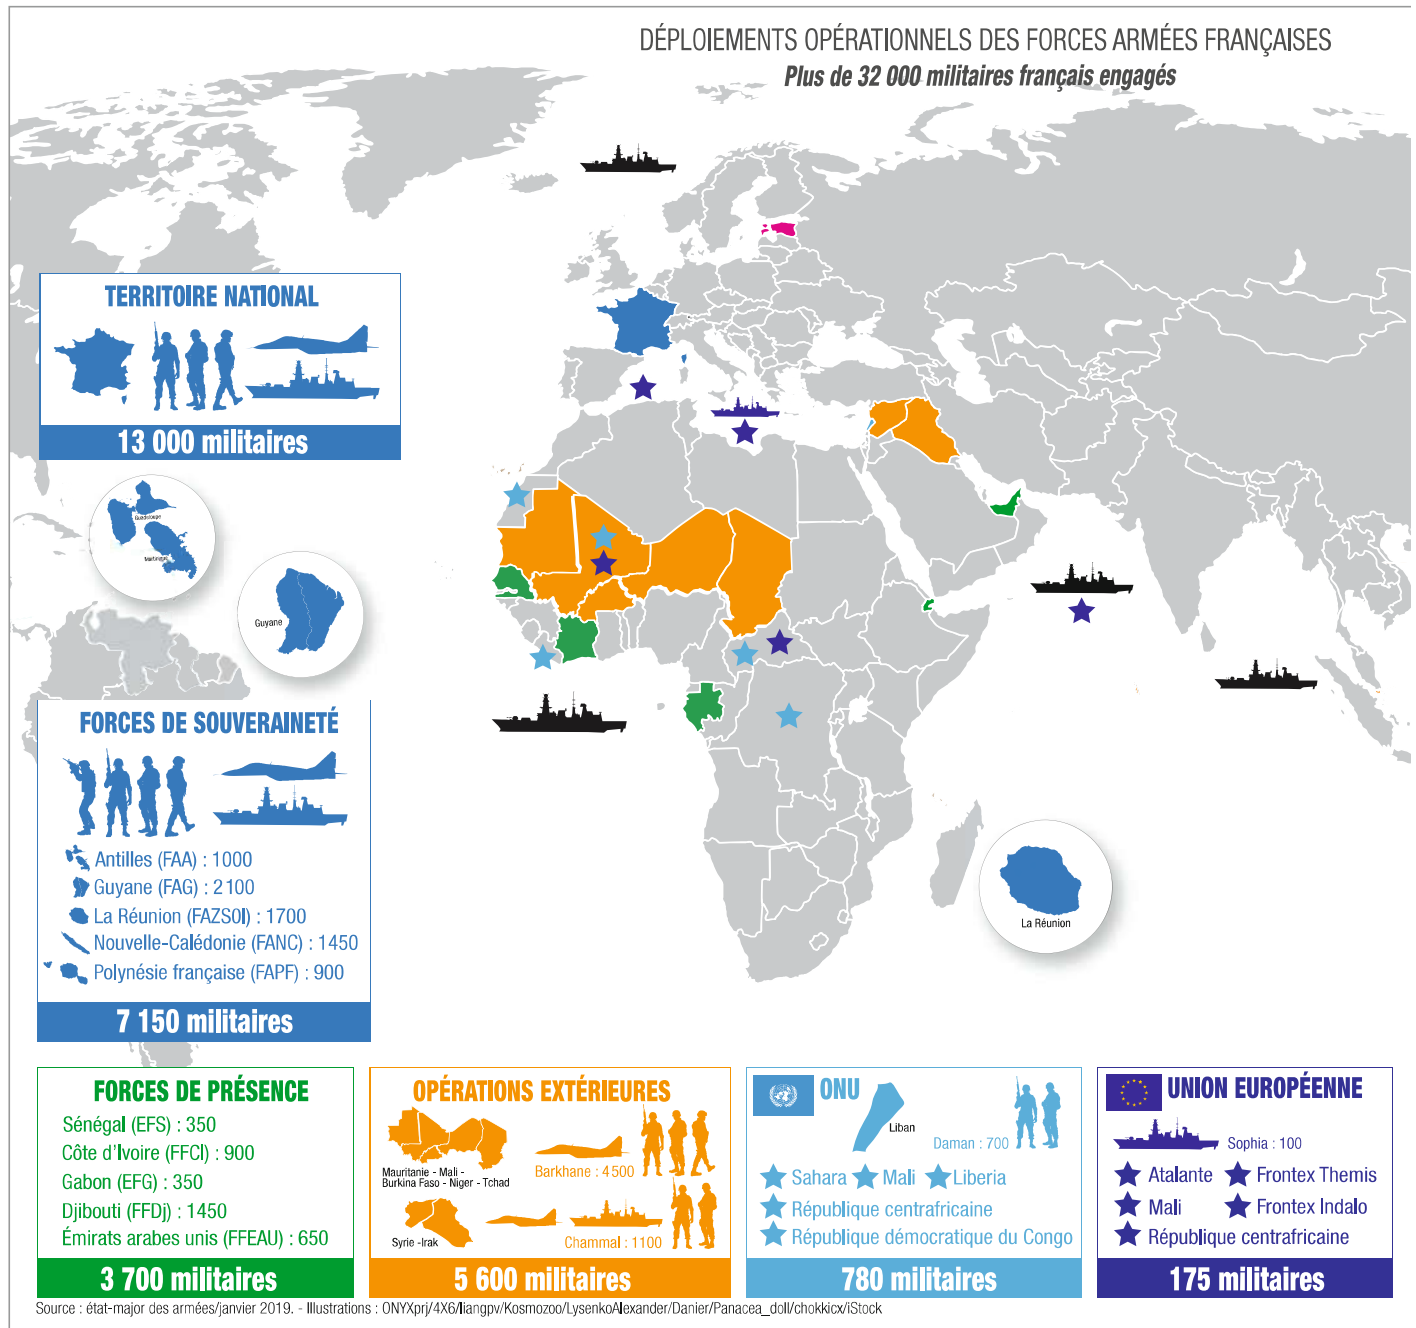 DÉPLOIEMENTS OPÉRATIONNELS DES FORCES ARMÉES FRANÇAISES
Plus de 32 000 militaires français engagés
TERRITOIRE NATIONAL
13 000 militaires
Guadeloupe
Martinique
Guyane
FORCES DE SOUVERAINETÉ
Antilles (FAA) : 1000
Guyane (FAG) : 2100
La Réunion (FAZSOI) : 1700
Nouvelle-Calédonie (FANC) : 1450
Polynésie française (FAPF) : 900
7 150 militaires
La Réunion
FORCES DE PRÉSENCE
Sénégal (EFS) : 350
Côte d'Ivoire (FFCI) : 900
Gabon (EFG) : 350
Djibouti (FFDj) : 1450
Émirats arabes unis (FFEAU) : 650
3 700 militaires
OPÉRATIONS EXTÉRIEURES
Mauritanie - Mali -
Burkina Faso - Niger - Tchad
Barkhane : 4500
Syrie -Irak
Chammal : 1100
5 600 militaires
ONU
Liban
Daman : 700
Sahara Mali Liberia
République centrafricaine
République démocratique du Congo
780 militaires
UNION EUROPÉENNE
Sophia : 100
Atalante Frontex Themis
Mali Frontex Indalo
République centrafricaine
175 militaires
Source : état-major des armées/janvier 2019. - Illustrations : ONYXprj/4X6/liangpv/Kosmozoo/LysenkoAlexander/Danier/Panacea_doll/chokkicx/iStock